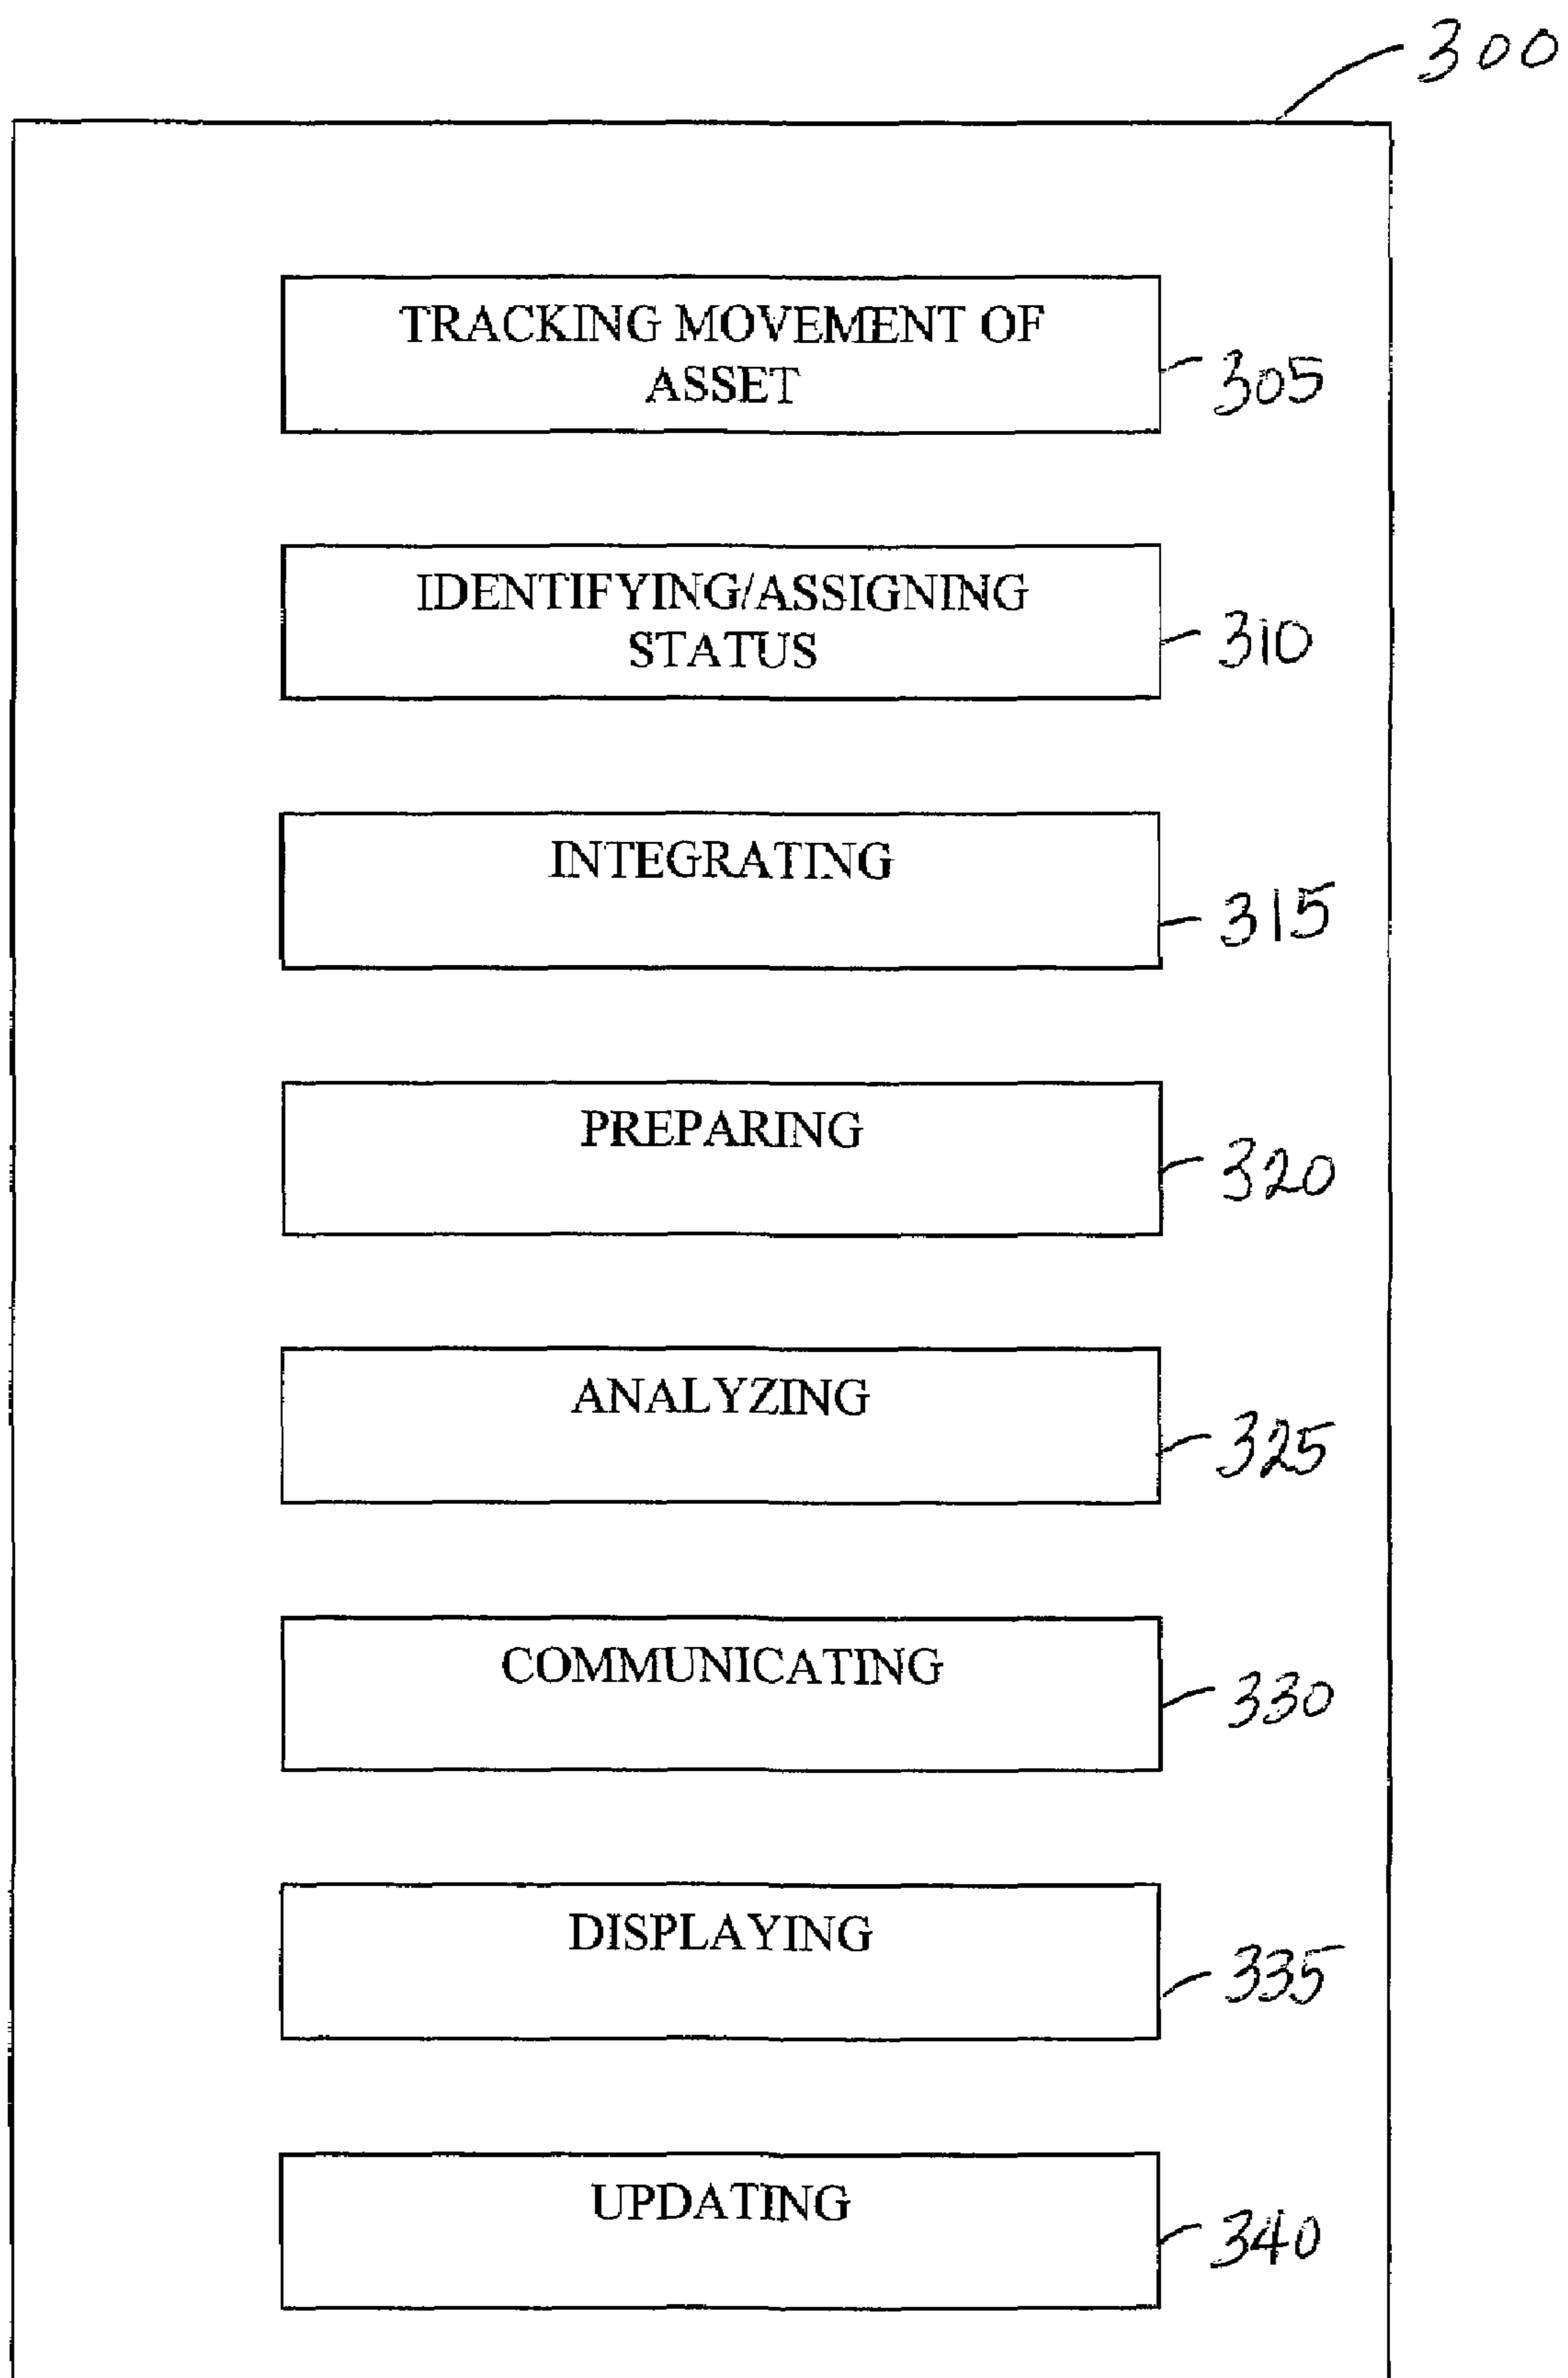 300
TRACKING MOVEMENT OF
ASSET
305
IDENTIFYING/ASSIGNING
STATUS
310
INTEGRATING
315
PREPARING
320
ANALYZING
325
COMMUNICATING
330
DISPLAYING
335
UPDATING
340